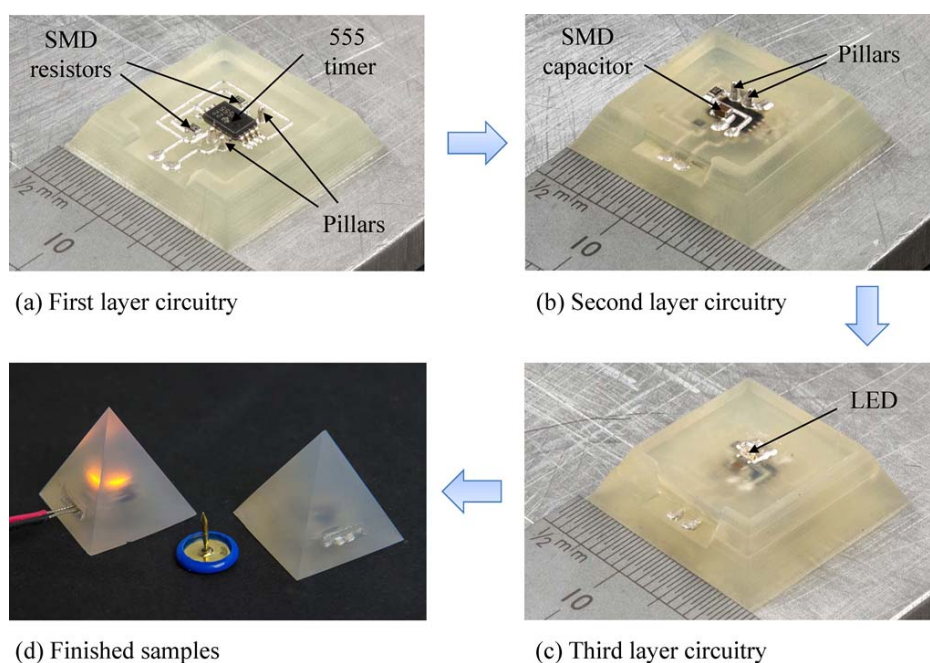 SMD
resistors
555
timer
Pillars
½ mm
10
(a) First layer circuitry
SMD
capacitor
Pillars
½ mm
10
(b) Second layer circuitry
LED
½ mm
10
(c) Third layer circuitry
(d) Finished samples